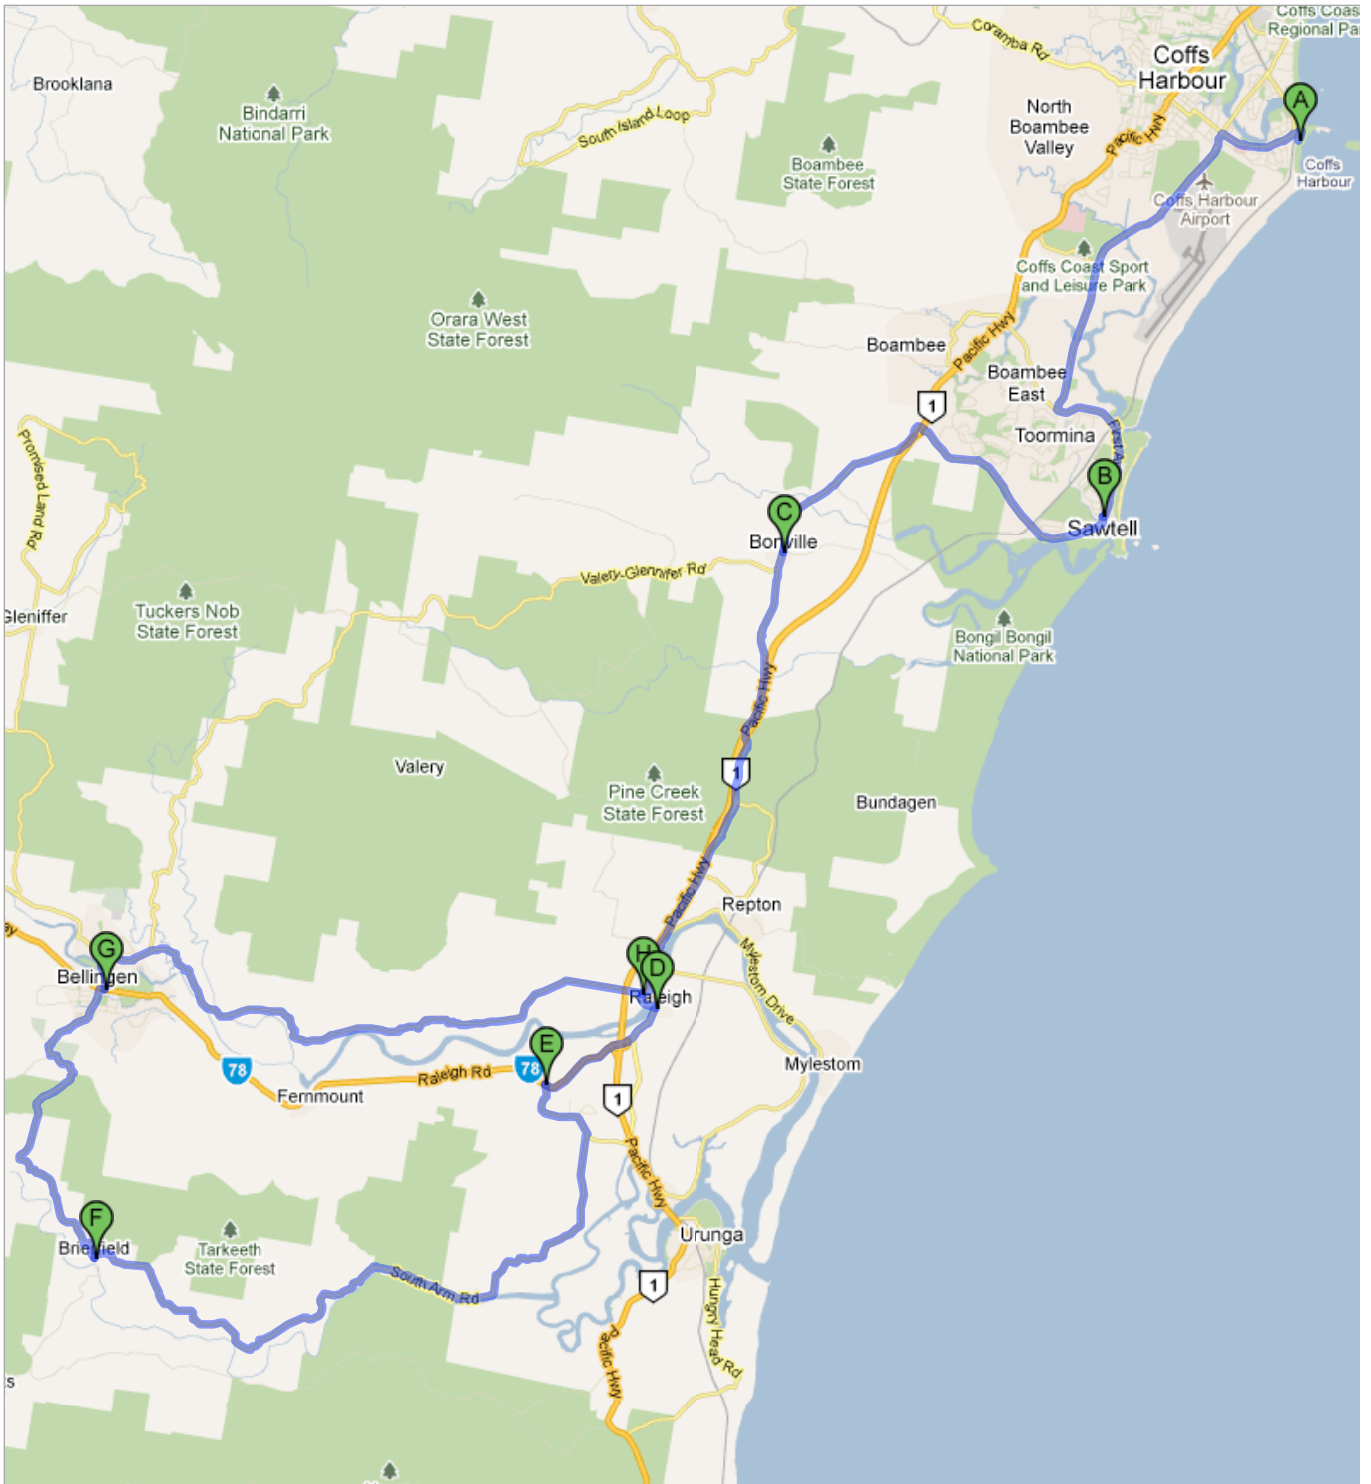 Coffs Coas
Regional Pa
Coramba Rd
Coffs
Harbour
Brooklana
A
Bindarri
National Park
South Island Loop
North
Boambee
Valley
Pacific Hwy
Boambee
State Forest
Coffs
Harbour
Coffs Harbour
Airport
Coffs Coast Sport
and Leisure Park
Orara West
State Forest
Pacific Hwy
Boambee
Boambee
East
1
Toormina
First A
Promised Land Rd
B
C
Sawtell
Bonville
Valery-Glennifer Rd
Gleniffer
Tuckers Nob
State Forest
Bongil Bongil
National Park
Pacific Hwy
Valery
1
Pine Creek
State Forest
Bundagen
Pacific Hwy
Repton
ay
G
Bellingen
H
D
Raleigh
Mylestom Drive
E
78
78
Raleigh Rd
Mylestom
Fernmount
1
Pacific Hwy
F
Brierfield
Tarkeeth
State Forest
Urunga
South Arm Rd
1
Hungry Head Rd
Pacific Hwy
s